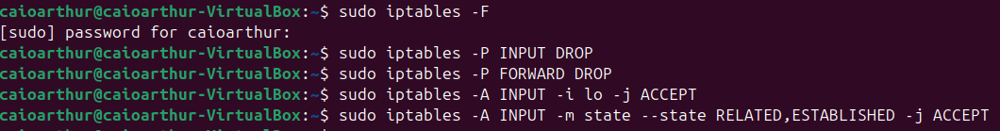 caioarthur@caioarthur-VirtualBox:~$ sudo iptables -F
[sudo] password for caioarthur:
caioarthur@caioarthur-VirtualBox:~$ sudo iptables -P INPUT DROP
caioarthur@caioarthur-VirtualBox:~$ sudo iptables -P FORWARD DROP
caioarthur@caioarthur-VirtualBox:~$ sudo iptables -A INPUT -i lo -j ACCEPT
caioarthur@caioarthur-VirtualBox:~$ sudo iptables -A INPUT -m state --state RELATED,ESTABLISHED -j ACCEPT